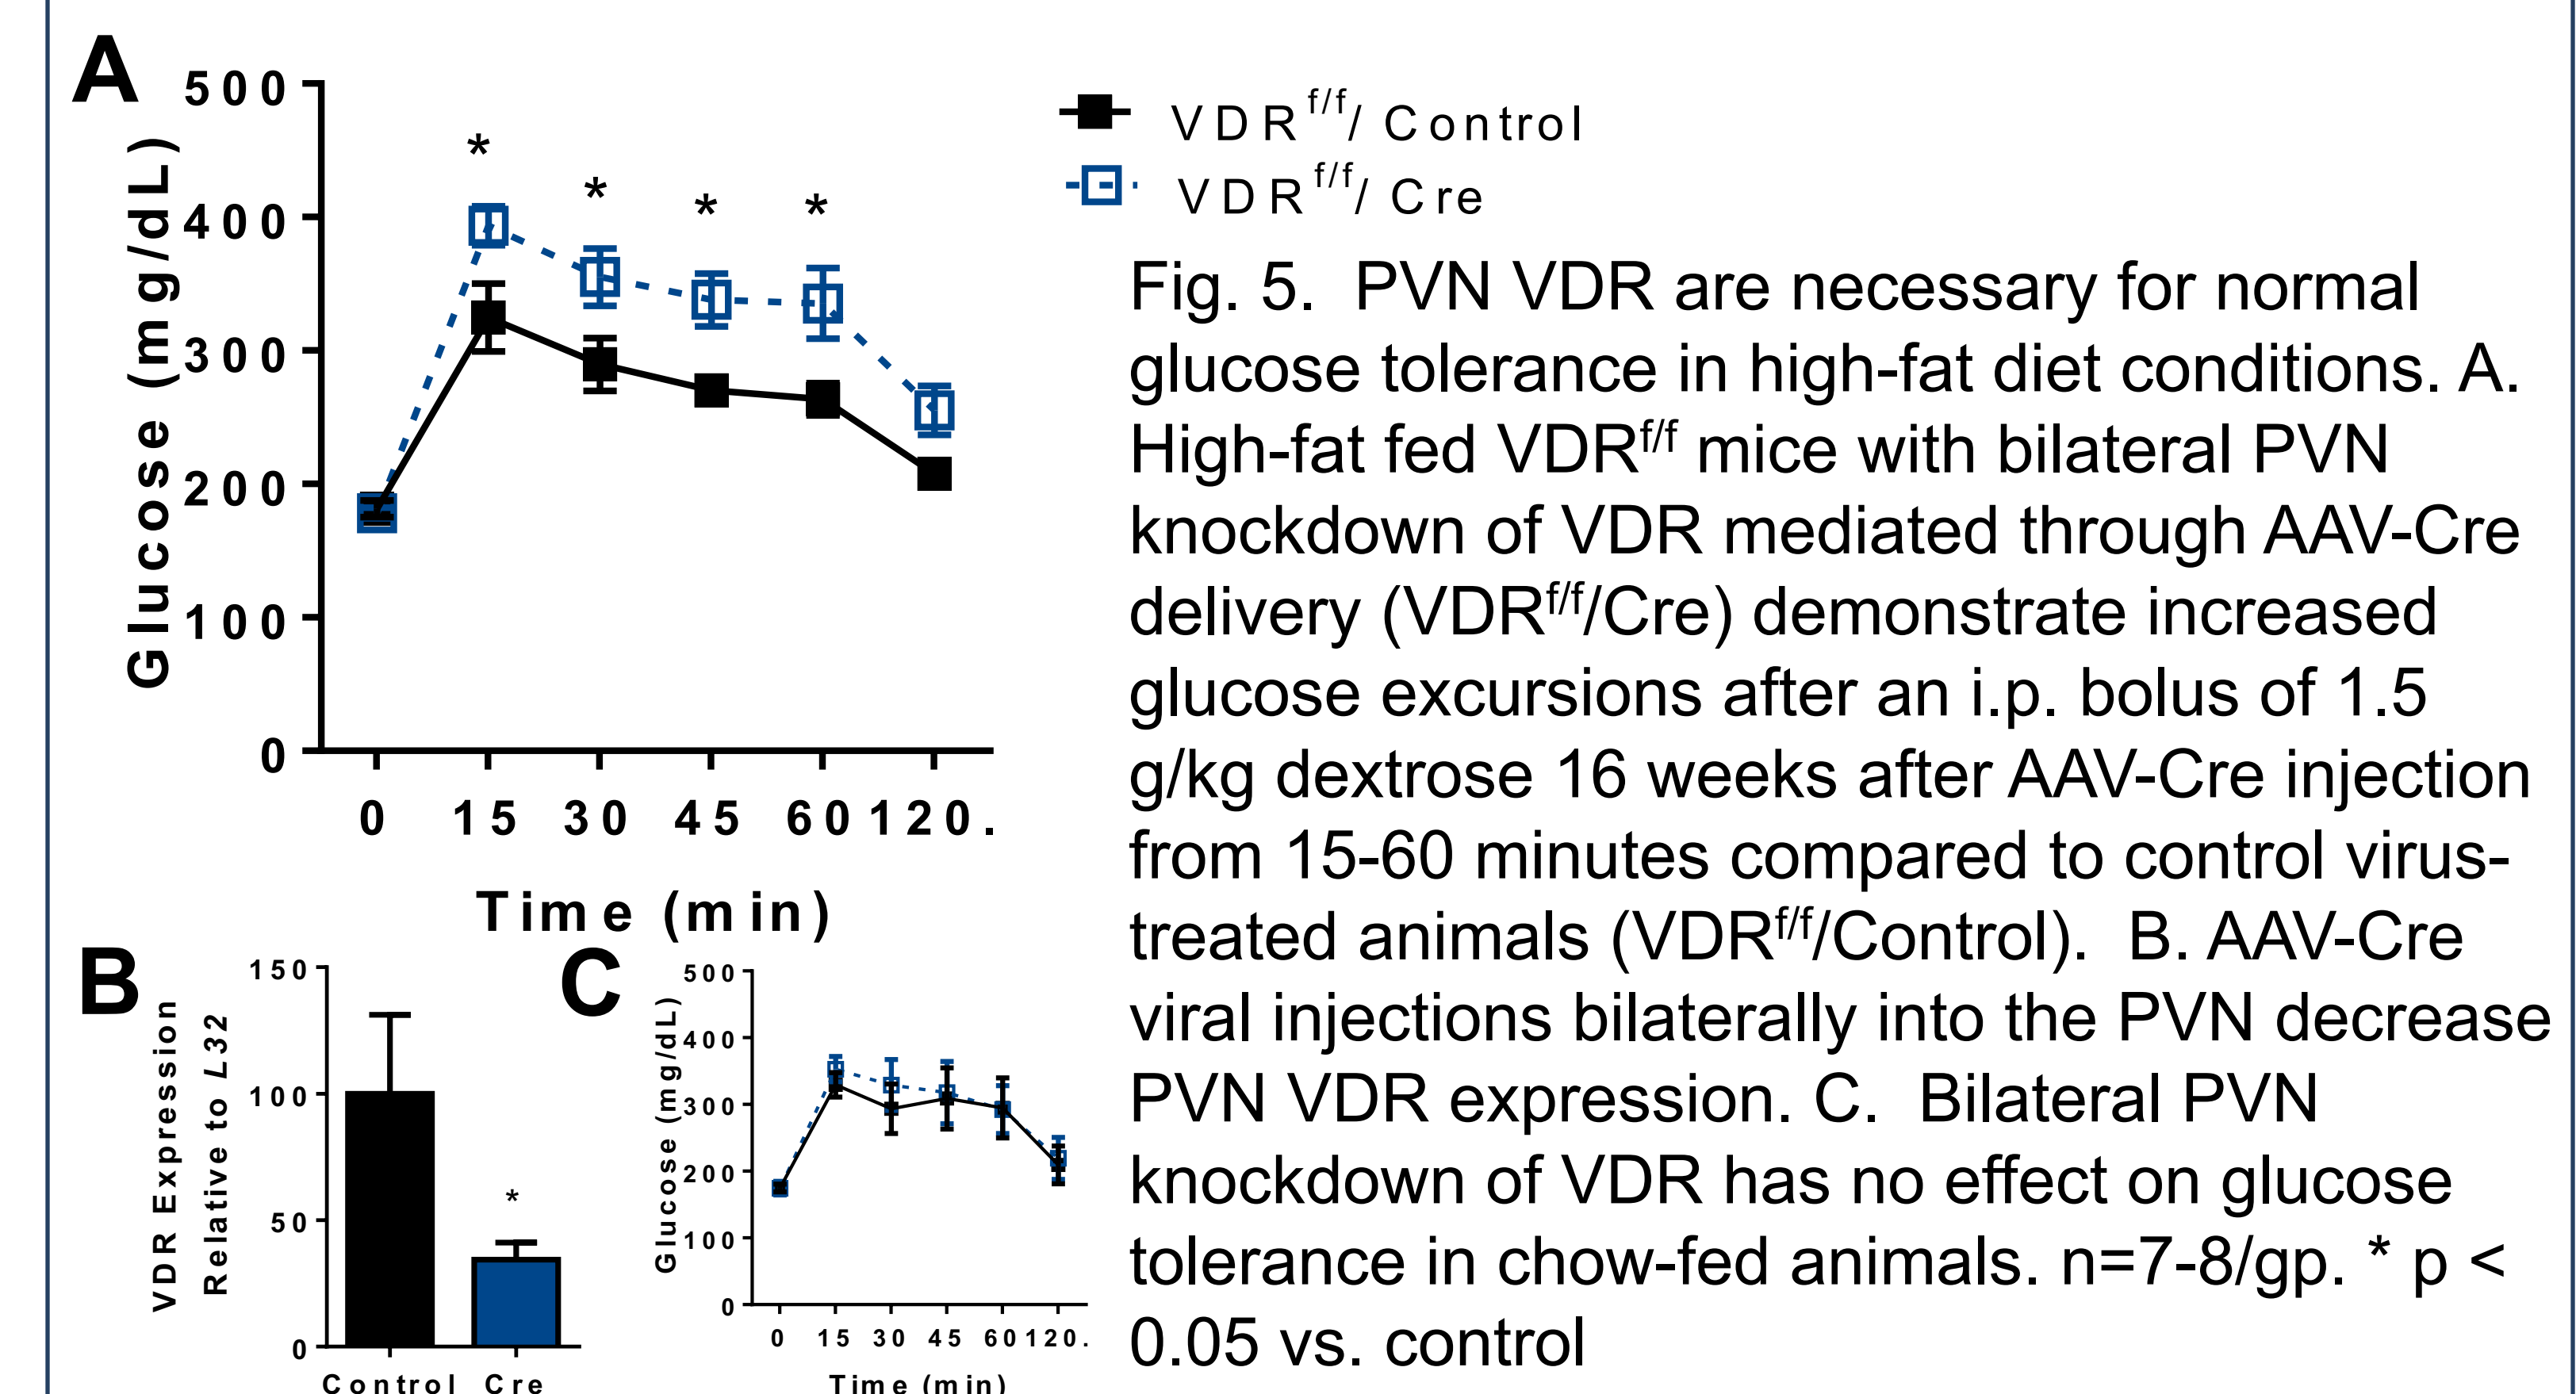 A
500
400
300
200
100
0
Glucose (mg/dL)
*
*
*
*
0 15 30 45 60 120.
Time (min)
VDR^f/f/ Control
VDR^f/f/ Cre
Fig. 5.  PVN VDR are necessary for normal
glucose tolerance in high-fat diet conditions. A.
High-fat fed VDR^f/f mice with bilateral PVN
knockdown of VDR mediated through AAV-Cre
delivery (VDR^f/f/Cre) demonstrate increased
glucose excursions after an i.p. bolus of 1.5
g/kg dextrose 16 weeks after AAV-Cre injection
from 15-60 minutes compared to control virus-
treated animals (VDR^f/f/Control).  B. AAV-Cre
viral injections bilaterally into the PVN decrease
PVN VDR expression. C.  Bilateral PVN
knockdown of VDR has no effect on glucose
tolerance in chow-fed animals. n=7-8/gp. * p <
0.05 vs. control
B
VDR Expression
Relative to L32
150
100
50
0
*
Control Cre
C
Glucose (mg/dL)
500
400
300
200
100
0
0 15 30 45 60 120.
Time (min)